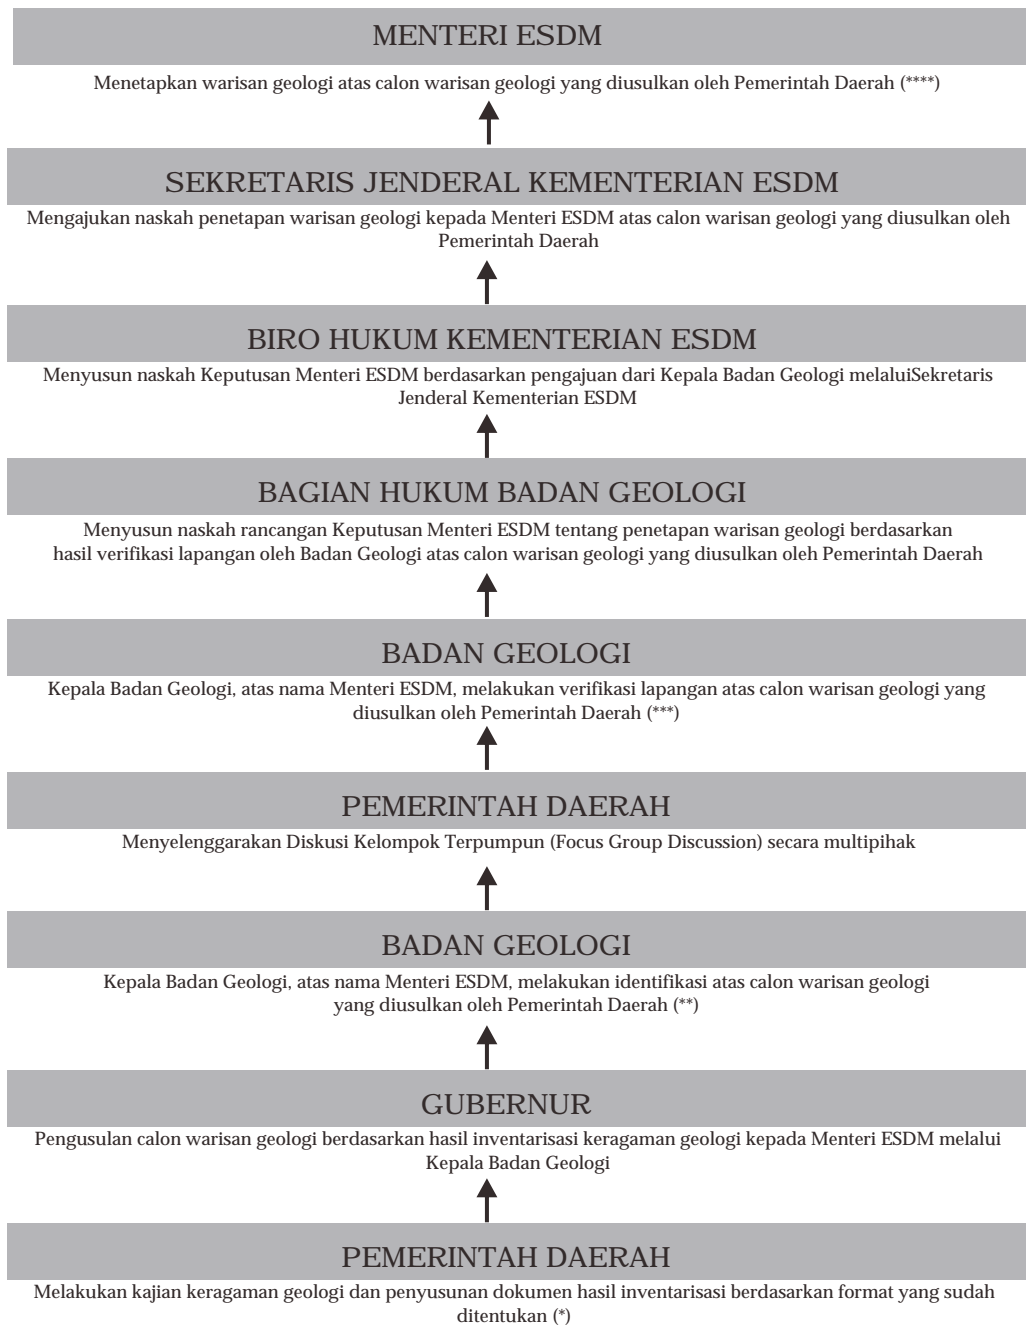 MENTERI ESDM
Menetapkan warisan geologi atas calon warisan geologi yang diusulkan oleh Pemerintah Daerah (****)
SEKRETARIS JENDERAL KEMENTERIAN ESDM
Mengajukan naskah penetapan warisan geologi kepada Menteri ESDM atas calon warisan geologi yang diusulkan oleh
Pemerintah Daerah
BIRO HUKUM KEMENTERIAN ESDM
Menyusun naskah Keputusan Menteri ESDM berdasarkan pengajuan dari Kepala Badan Geologi melaluiSekretaris
Jenderal Kementerian ESDM
BAGIAN HUKUM BADAN GEOLOGI
Menyusun naskah rancangan Keputusan Menteri ESDM tentang penetapan warisan geologi berdasarkan
hasil verifikasi lapangan oleh Badan Geologi atas calon warisan geologi yang diusulkan oleh Pemerintah Daerah
BADAN GEOLOGI
Kepala Badan Geologi, atas nama Menteri ESDM, melakukan verifikasi lapangan atas calon warisan geologi yang
diusulkan oleh Pemerintah Daerah (***)
PEMERINTAH DAERAH
Menyelenggarakan Diskusi Kelompok Terpumpun (Focus Group Discussion) secara multipihak
BADAN GEOLOGI
Kepala Badan Geologi, atas nama Menteri ESDM, melakukan identifikasi atas calon warisan geologi
yang diusulkan oleh Pemerintah Daerah (**)
GUBERNUR
Pengusulan calon warisan geologi berdasarkan hasil inventarisasi keragaman geologi kepada Menteri ESDM melalui
Kepala Badan Geologi
PEMERINTAH DAERAH
Melakukan kajian keragaman geologi dan penyusunan dokumen hasil inventarisasi berdasarkan format yang sudah
ditentukan (*)